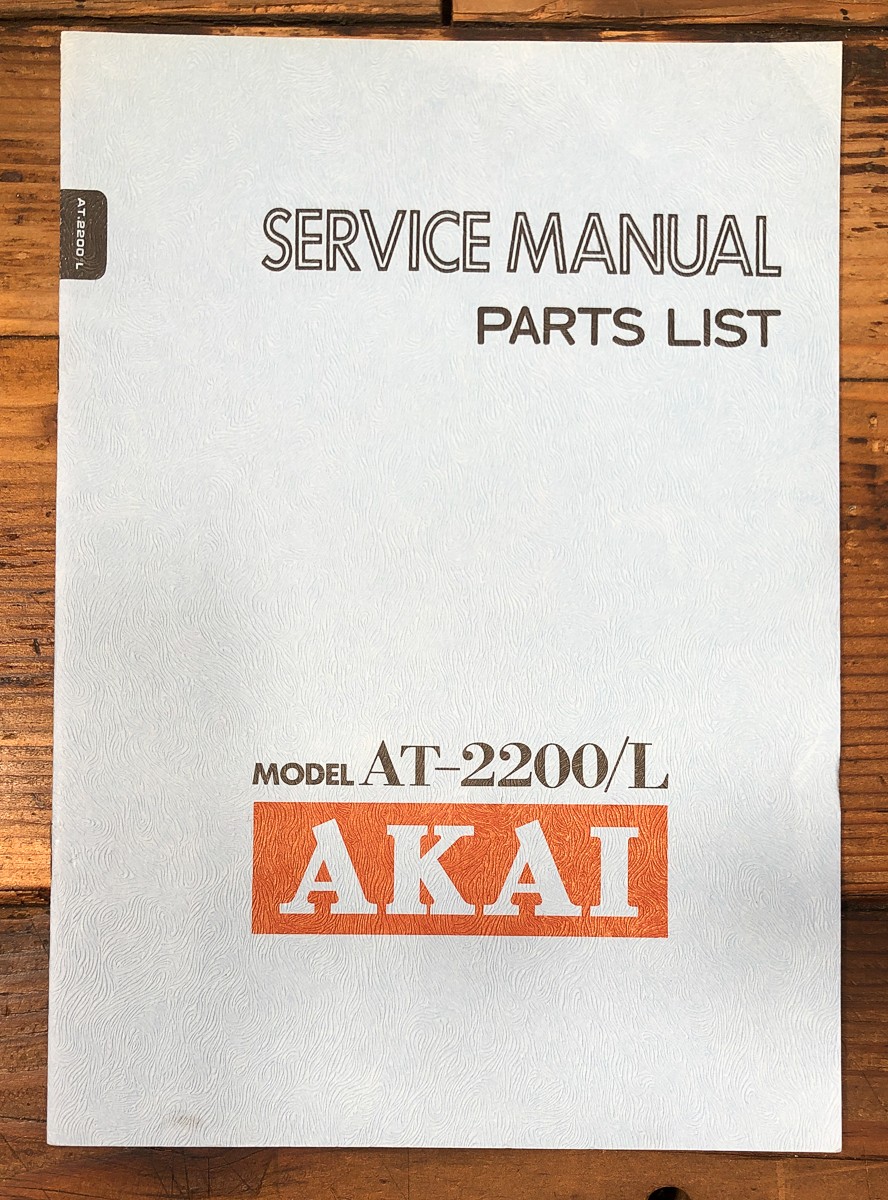 AT-2200/L
SERVICE MANUAL
PARTS LIST
MODEL AT-2200/L
AKAI